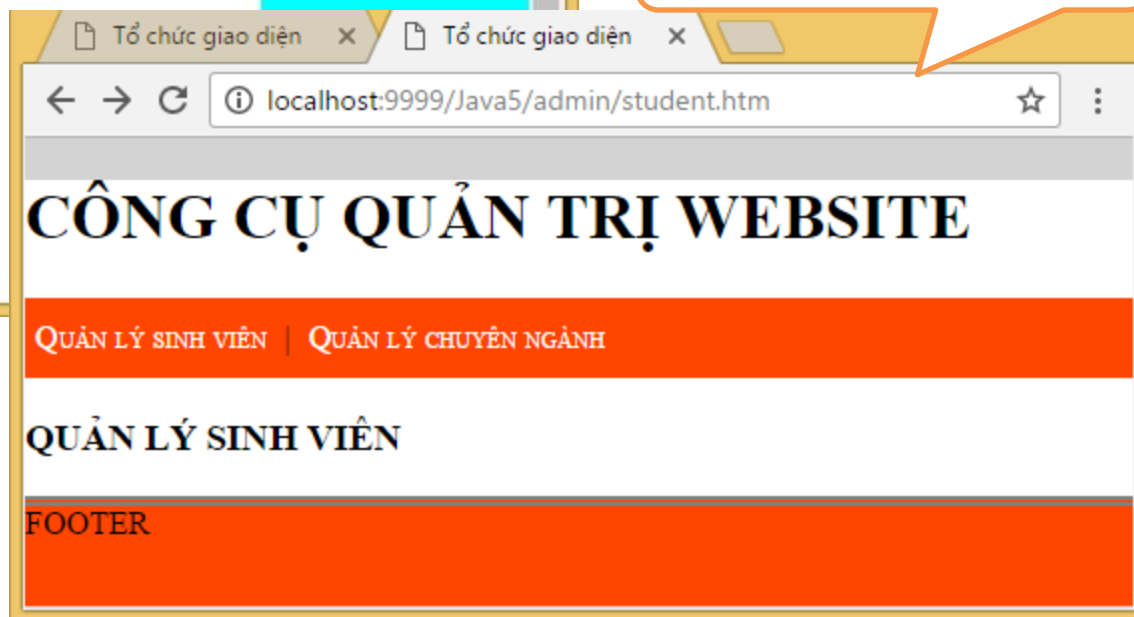 Tổ chức giao diện Tổ chức giao diện
localhost:9999/Java5/admin/student.htm
CÔNG CỤ QUẢN TRỊ WEBSITE
Quản lý sinh viên | Quản lý chuyên ngành
QUẢN LÝ SINH VIÊN
FOOTER